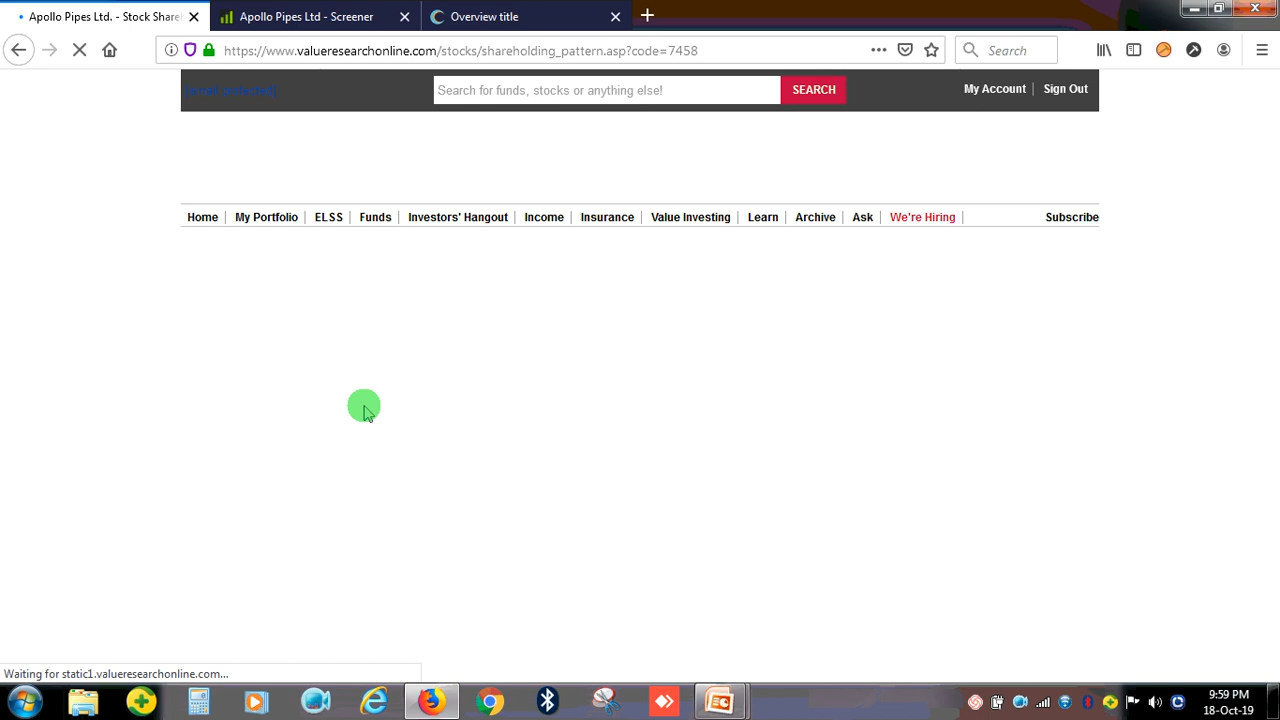 Apollo Pipes Ltd. - Stock Share
Apollo Pipes Ltd - Screener
Overview title
https://www.valueresearchonline.com/stocks/shareholding_pattern.asp?code=7458
Search
[email redacted]
Search for funds, stocks or anything else!
SEARCH
My Account
Sign Out
Home
My Portfolio
ELSS
Funds
Investors' Hangout
Income
Insurance
Value Investing
Learn
Archive
Ask
We're Hiring
Subscribe
Waiting for static1.valueresearchonline.com...
9:59 PM
18-Oct-19